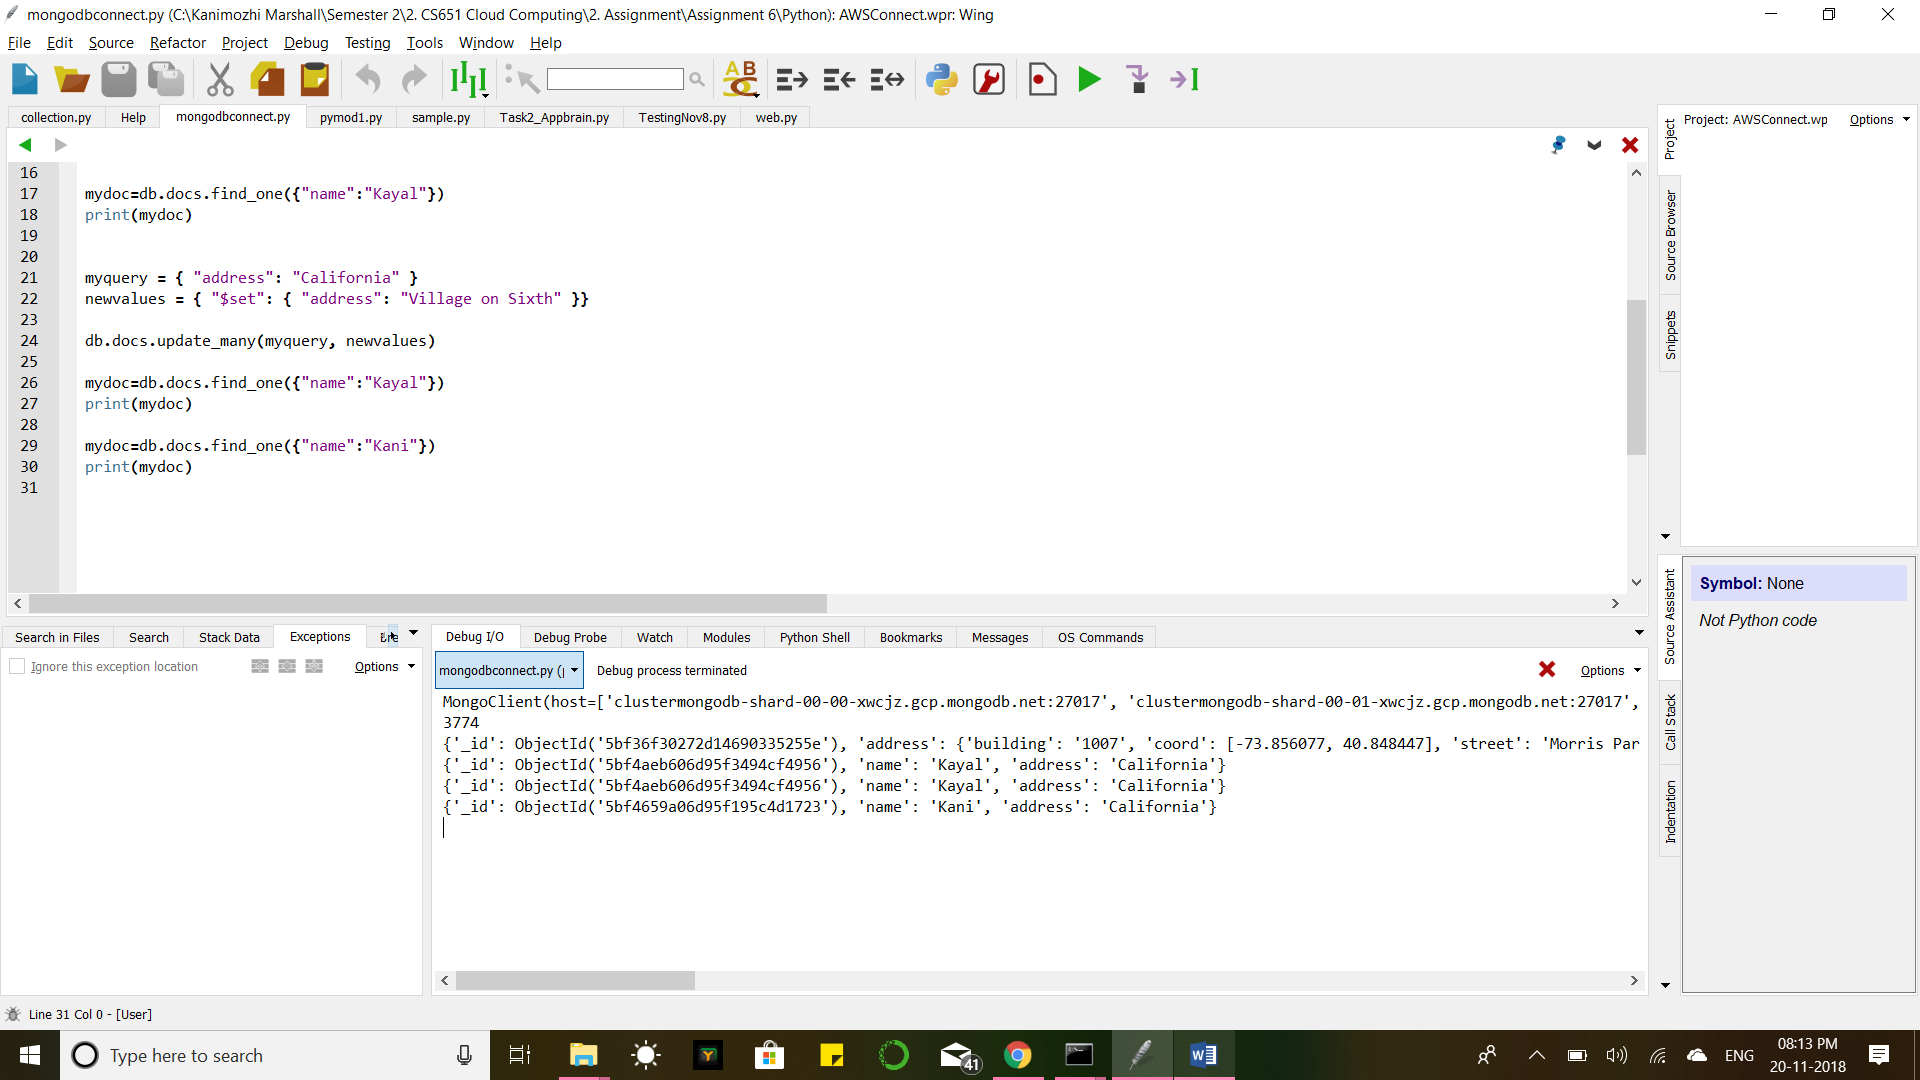 mongodbconnect.py (C:\Kanimozhi Marshall\Semester 2\2. CS651 Cloud Computing\2. Assignment\Assignment 6\Python): AWSConnect.wpr: Wing
File Edit Source Refactor Project Debug Testing Tools Window Help
collection.py Help mongodbconnect.py pymod1.py sample.py Task2_Appbrain.py TestingNov8.py web.py
16
17 mydoc=db.docs.find_one({"name":"Kayal"})
18 print(mydoc)
19
20
21 myquery = { "address": "California" }
22 newvalues = { "$set": { "address": "Village on Sixth" }}
23
24 db.docs.update_many(myquery, newvalues)
25
26 mydoc=db.docs.find_one({"name":"Kayal"})
27 print(mydoc)
28
29 mydoc=db.docs.find_one({"name":"Kani"})
30 print(mydoc)
31
Project: AWSConnect.wp Options
Project
Source Browser
Snippets
Search in Files Search Stack Data Exceptions
Ignore this exception location Options
Debug I/O Debug Probe Watch Modules Python Shell Bookmarks Messages OS Commands
mongodbconnect.py ( Debug process terminated Options
MongoClient(host=['clustermongodb-shard-00-00-xwcjz.gcp.mongodb.net:27017', 'clustermongodb-shard-00-01-xwcjz.gcp.mongodb.net:27017',
3774
{'_id': ObjectId('5bf36f30272d14690335255e'), 'address': {'building': '1007', 'coord': [-73.856077, 40.848447], 'street': 'Morris Par
{'_id': ObjectId('5bf4aeb606d95f3494cf4956'), 'name': 'Kayal', 'address': 'California'}
{'_id': ObjectId('5bf4aeb606d95f3494cf4956'), 'name': 'Kayal', 'address': 'California'}
{'_id': ObjectId('5bf4659a06d95f195c4d1723'), 'name': 'Kani', 'address': 'California'}
Source Assistant
Call Stack
Indentation
Symbol: None
Not Python code
Line 31 Col 0 - [User]
Type here to search
41
ENG
08:13 PM
20-11-2018